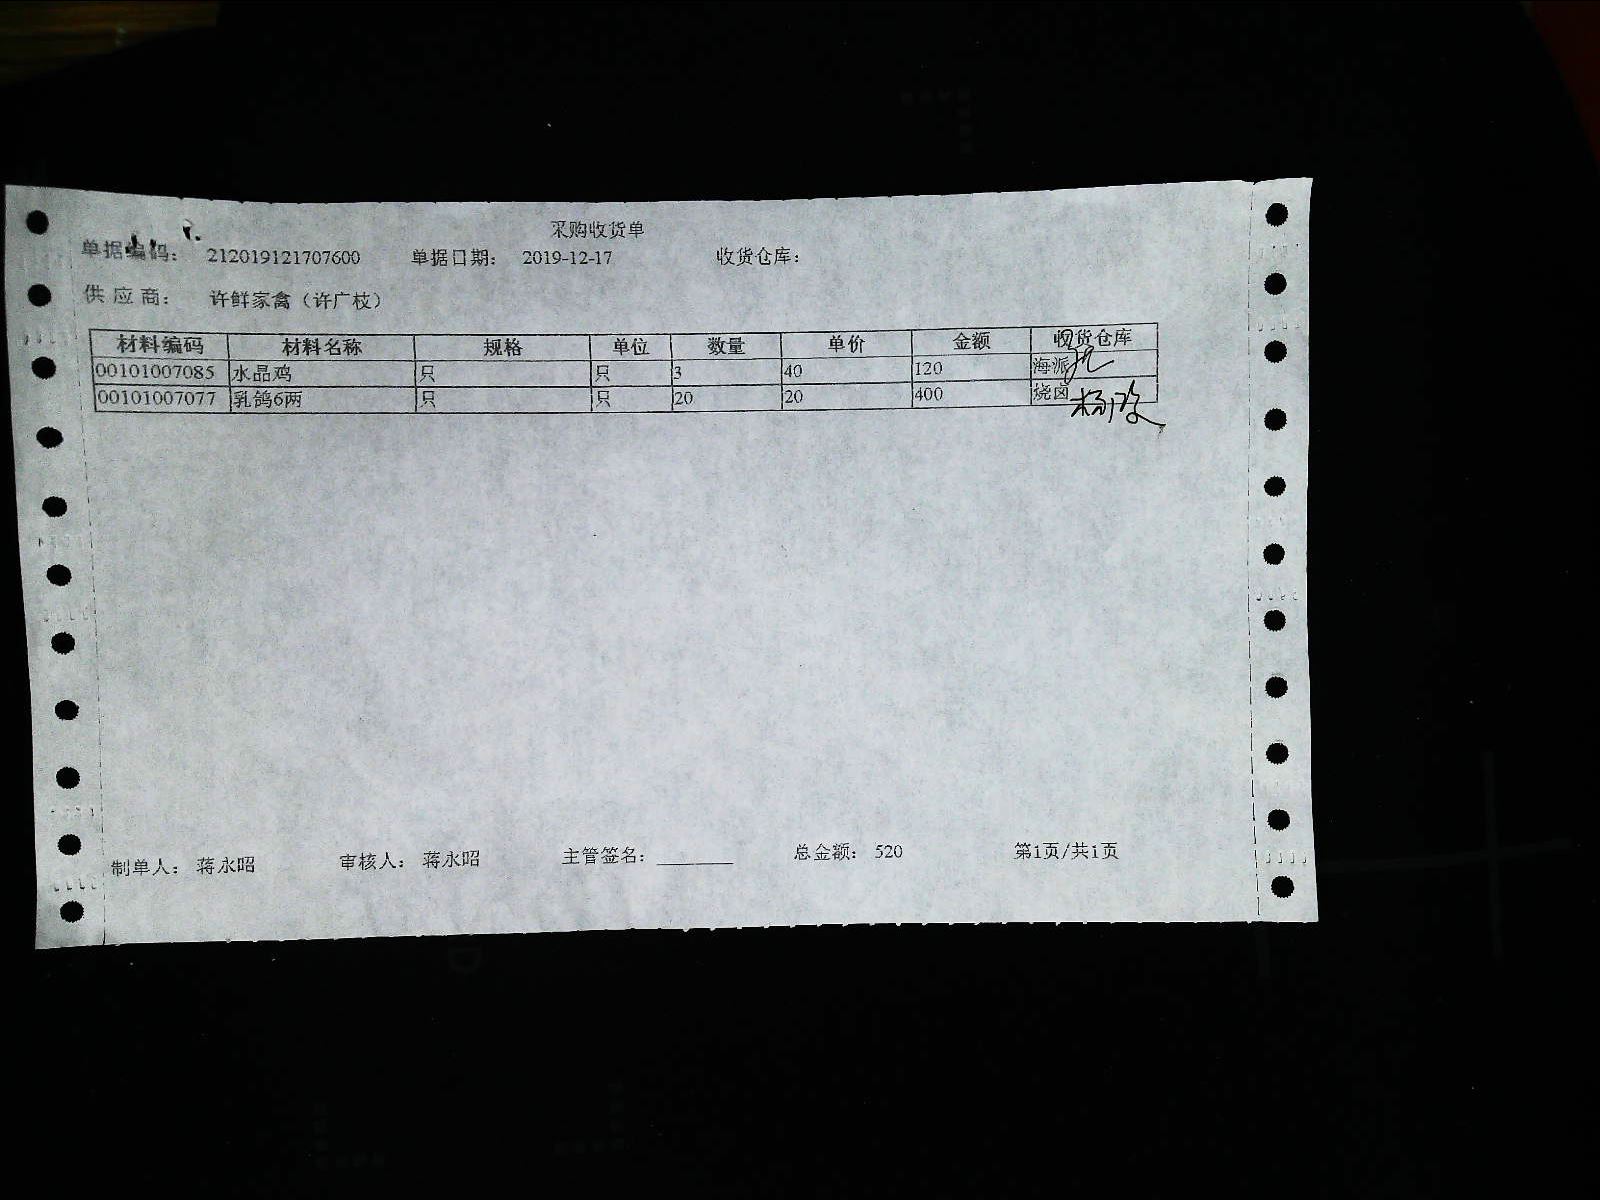 采购收货单
单据编码： 212019121707600 单据日期： 2019-12-17 收货仓库：
供应商： 许鲜家禽（许广枝）
材料编码 材料名称 规格 单位 数量 单价 金额 收货仓库
00101007085 水晶鸡 只 只 3 40 120 海派
00101007077 乳鸽6两 只 只 20 20 400 烧卤
制单人： 蒋永昭 审核人： 蒋永昭 主管签名： 总金额： 520 第1页/共1页